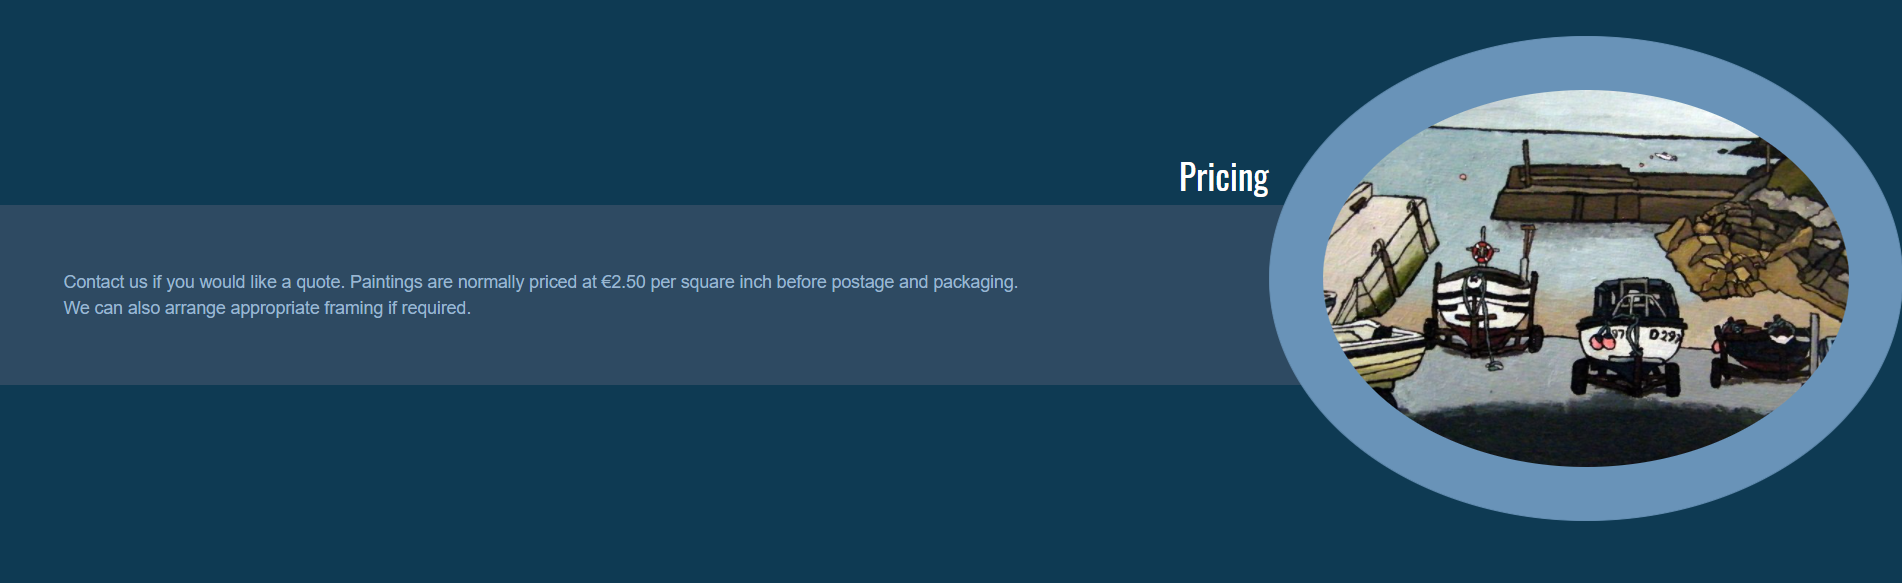 Pricing
Contact us if you would like a quote. Paintings are normally priced at €2.50 per square inch before postage and packaging.
We can also arrange appropriate framing if required.